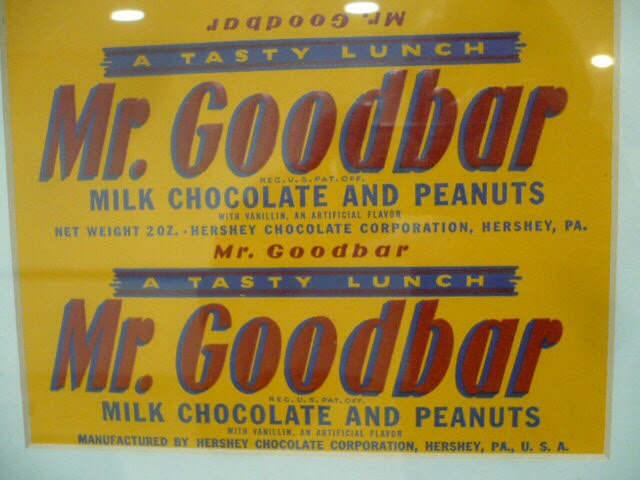 Mr. Goodbar
A TASTY LUNCH
Mr. Goodbar
REG. U. S. PAT. OFF.
MILK CHOCOLATE AND PEANUTS
WITH VANILLIN, AN ARTIFICIAL FLAVOR
NET WEIGHT 2 OZ. - HERSHEY CHOCOLATE CORPORATION, HERSHEY, PA.
Mr. Goodbar
A TASTY LUNCH
Mr. Goodbar
REG. U.S. PAT. OFF.
MILK CHOCOLATE AND PEANUTS
WITH VANILLIN, AN ARTIFICIAL FLAVOR
MANUFACTURED BY HERSHEY CHOCOLATE CORPORATION, HERSHEY, PA., U. S. A.